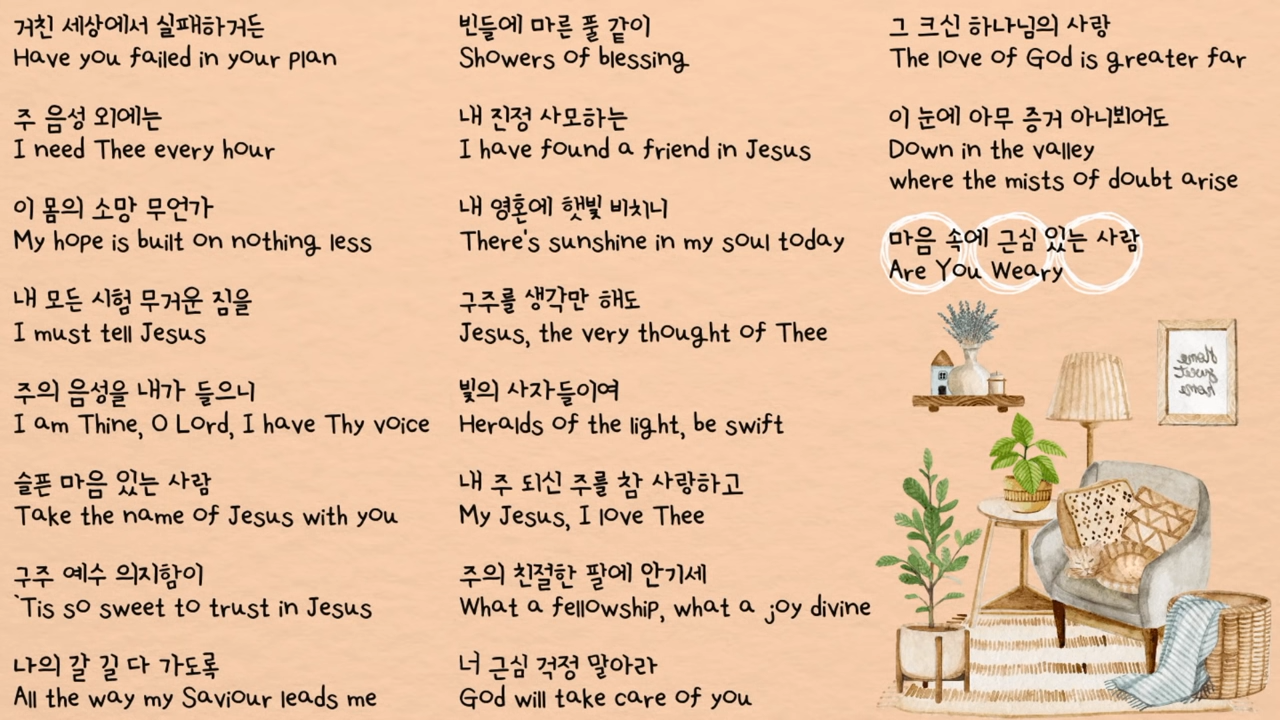 거친 세상에서 실패하거든
Have you failed in your plan
주 음성 외에는
I need Thee every hour
이 몸의 소망 무언가
My hope is built on nothing less
내 모든 시험 무거운 짐을
I must tell Jesus
주의 음성을 내가 들으니
I am Thine, O Lord, I have Thy voice
슬픈 마음 있는 사람
Take the name of Jesus with you
구주 예수 의지함이
`Tis so sweet to trust in Jesus
나의 갈 길 다 가도록
All the way my Saviour leads me
빈들에 마른 풀 같이
Showers of blessing
내 진정 사모하는
I have found a friend in Jesus
내 영혼에 햇빛 비치니
There's sunshine in my soul today
구주를 생각만 해도
Jesus, the very thought of Thee
빛의 사자들이여
Heralds of the light, be swift
내 주 되신 주를 참 사랑하고
My Jesus, I love Thee
주의 친절한 팔에 안기세
What a fellowship, what a joy divine
너 근심 걱정 말아라
God will take care of you
그 크신 하나님의 사랑
The love of God is greater far
이 눈에 아무 증거 아니뵈어도
Down in the valley
where the mists of doubt arise
마음 속에 근심 있는 사람
Are You Weary
Home
sweet
home